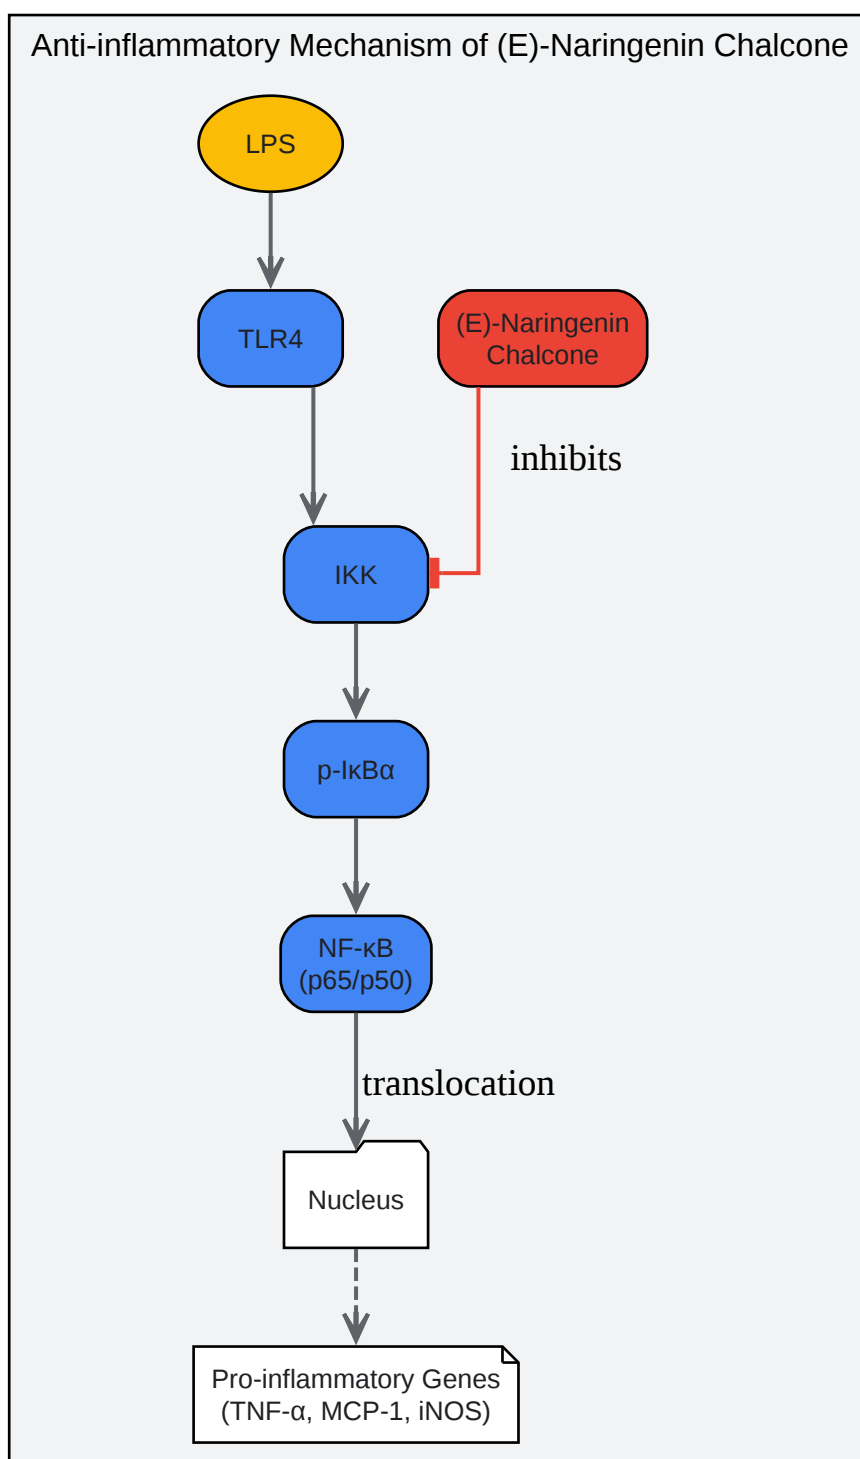 Anti-inflammatory Mechanism of (E)-Naringenin Chalcone
LPS
TLR4
(E)-Naringenin
Chalcone
inhibits
IKK
p-IκBα
NF-κB
(p65/p50)
translocation
Nucleus
Pro-inflammatory Genes
(TNF-α, MCP-1, iNOS)